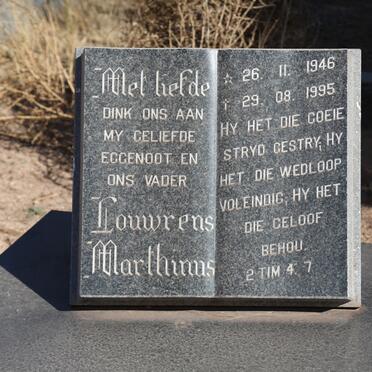 Met liefde
DINK ONS AAN
MY GELIEFDE
EGGENOOT EN
ONS VADER
Louwrens
Marthinus
☆ 26. 11. 1946
† 29. 08. 1995
HY HET DIE GOEIE
STRYD GESTRY, HY
HET DIE WEDLOOP
VOLEINDIG, HY HET
DIE GELOOF
BEHOU.
2 TIM 4 : 7